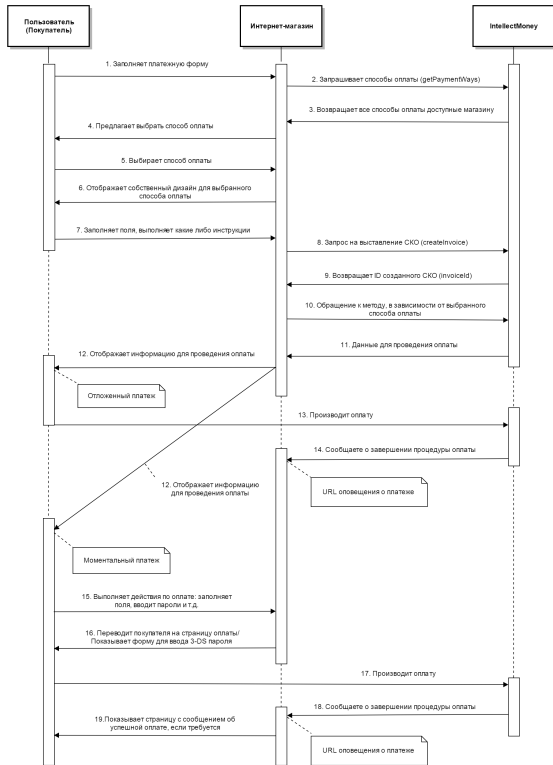 Пользователь
(Покупатель)
Интернет-магазин
IntellectMoney
1. Заполняет платежную форму
2. Запрашивает способы оплаты (getPaymentWays)
3. Возвращает все способы оплаты доступные магазину
4. Предлагает выбрать способ оплаты
5. Выбирает способ оплаты
6. Отображает собственный дизайн для выбранного
способа оплаты
7. Заполняет поля, выполняет какие либо инструкции
8. Запрос на выставление СКО (createInvoice)
9. Возвращает ID созданного СКО (invoiceId)
10. Обращение к методу, в зависимости от выбранного
способа оплаты
11. Данные для проведения оплаты
12. Отображает информацию для проведения оплаты
Отложенный платеж
13. Производит оплату
14. Сообщаете о завершении процедуры оплаты
12. Отображает информацию
для проведения оплаты
URL оповещения о платеже
Моментальный платеж
15. Выполняет действия по оплате: заполняет
поля, вводит пароли и т.д.
16. Переводит покупателя на страницу оплаты/
Показывает форму для ввода 3-DS пароля
17. Производит оплату
18. Сообщаете о завершении процедуры оплаты
19.Показывает страницу с сообщением об
успешной оплате, если требуется
URL оповещения о платеже